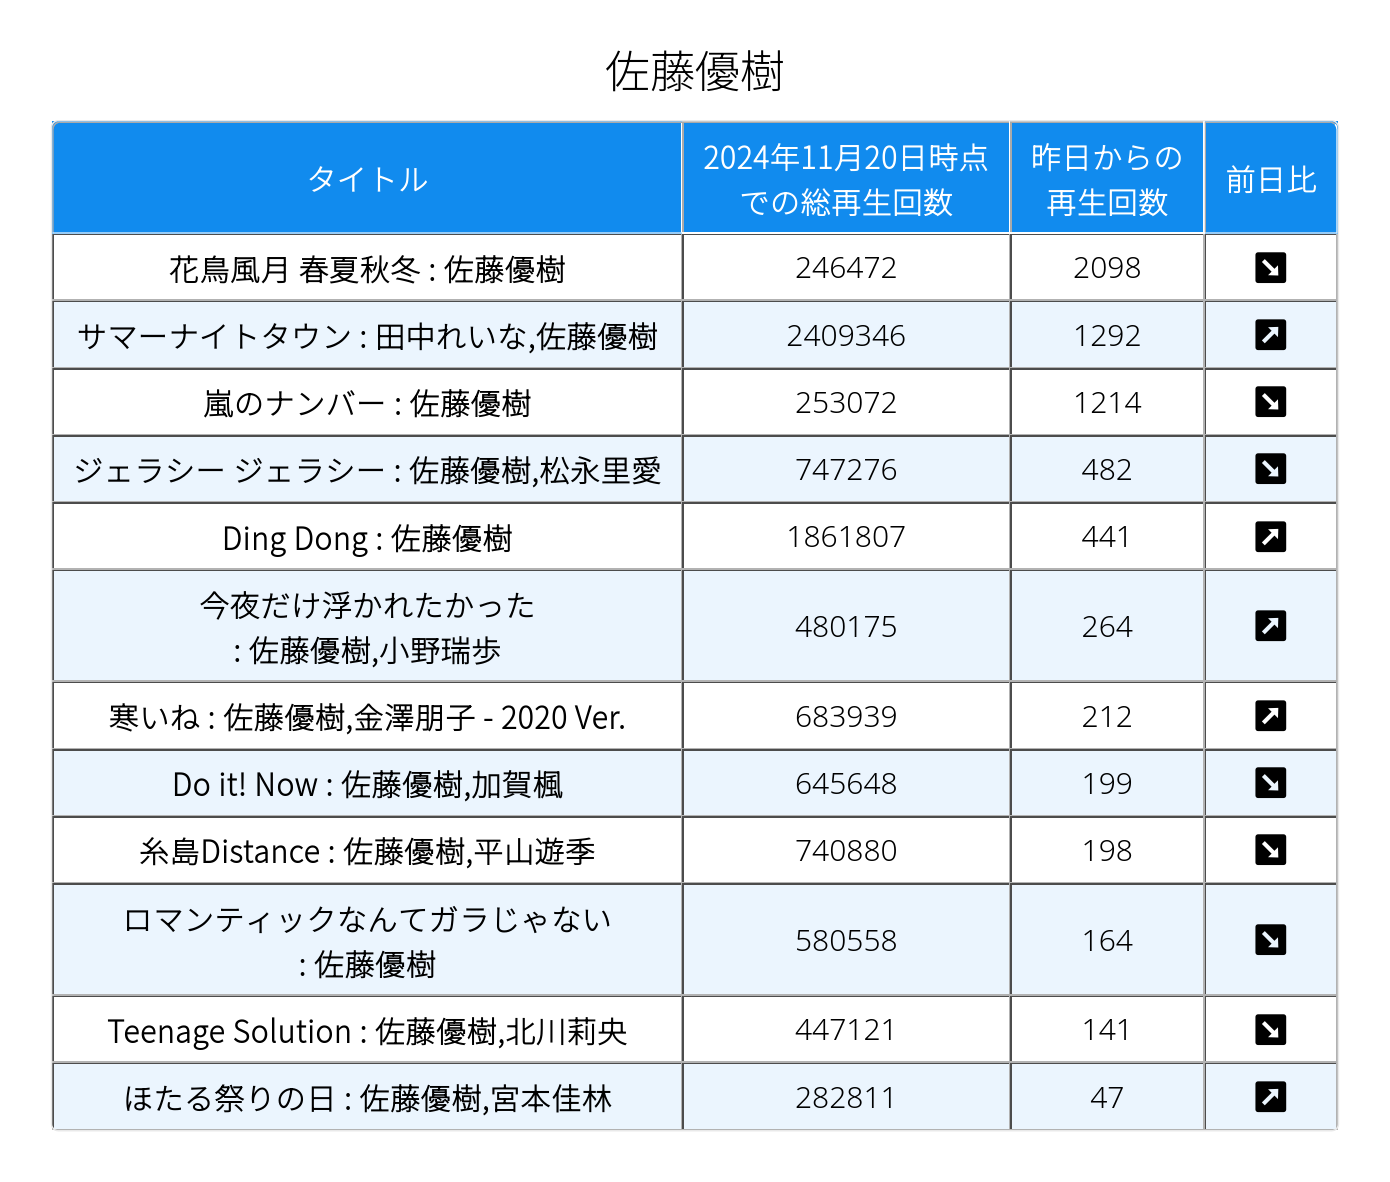 佐藤優樹
タイトル
2024年11月20日時点
での総再生回数
昨日からの
再生回数
前日比
花鳥風月 春夏秋冬 : 佐藤優樹 246472 2098 ↘
サマーナイトタウン : 田中れいな,佐藤優樹 2409346 1292 ↗
嵐のナンバー : 佐藤優樹 253072 1214 ↘
ジェラシー ジェラシー : 佐藤優樹,松永里愛 747276 482 ↘
Ding Dong : 佐藤優樹 1861807 441 ↗
今夜だけ浮かれたかった
: 佐藤優樹,小野瑞歩 480175 264 ↗
寒いね : 佐藤優樹,金澤朋子 - 2020 Ver. 683939 212 ↗
Do it! Now : 佐藤優樹,加賀楓 645648 199 ↘
糸島Distance : 佐藤優樹,平山遊季 740880 198 ↘
ロマンティックなんてガラじゃない
: 佐藤優樹 580558 164 ↘
Teenage Solution : 佐藤優樹,北川莉央 447121 141 ↘
ほたる祭りの日 : 佐藤優樹,宮本佳林 282811 47 ↗